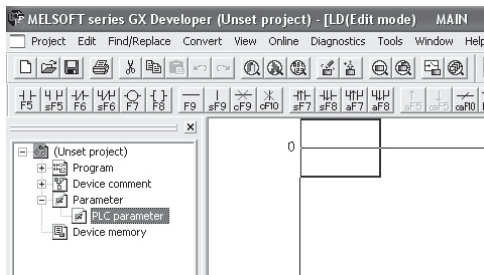 MELSOFT series GX Developer (Unset project) - [LD(Edit mode) MAIN
Project Edit Find/Replace Convert View Online Diagnostics Tools Window Help
F5 sF5 F6 sF6 F7 F8 F9 sF9 cF9 cF10 sF7 sF8 aF7 aF8 aF5 caF5 caF10
(Unset project)
Program
Device comment
Parameter
PLC parameter
Device memory
0